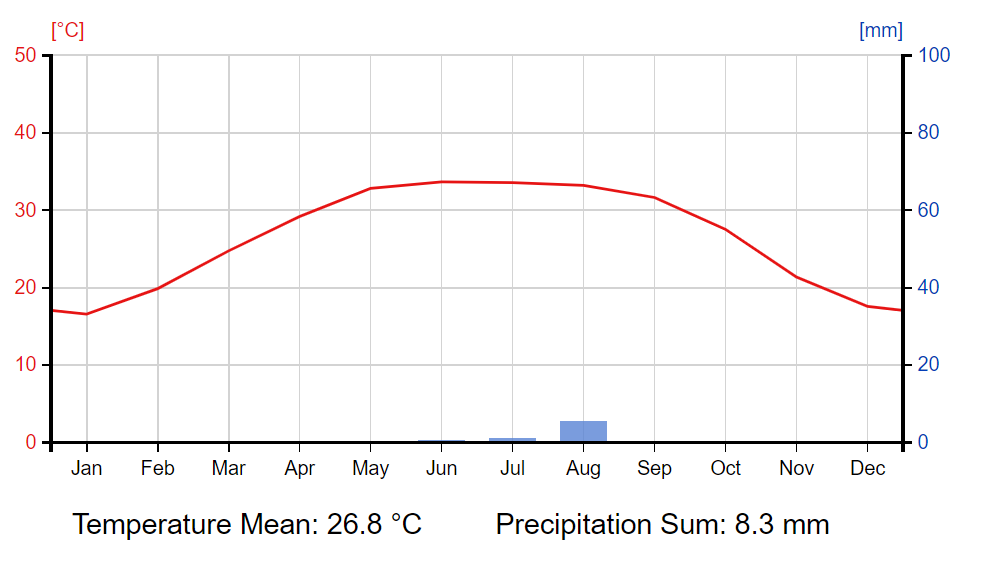 [°C] [mm]
50 100
40 80
30 60
20 40
10 20
0 0
Jan Feb Mar Apr May Jun Jul Aug Sep Oct Nov Dec
Temperature Mean: 26.8 °C Precipitation Sum: 8.3 mm